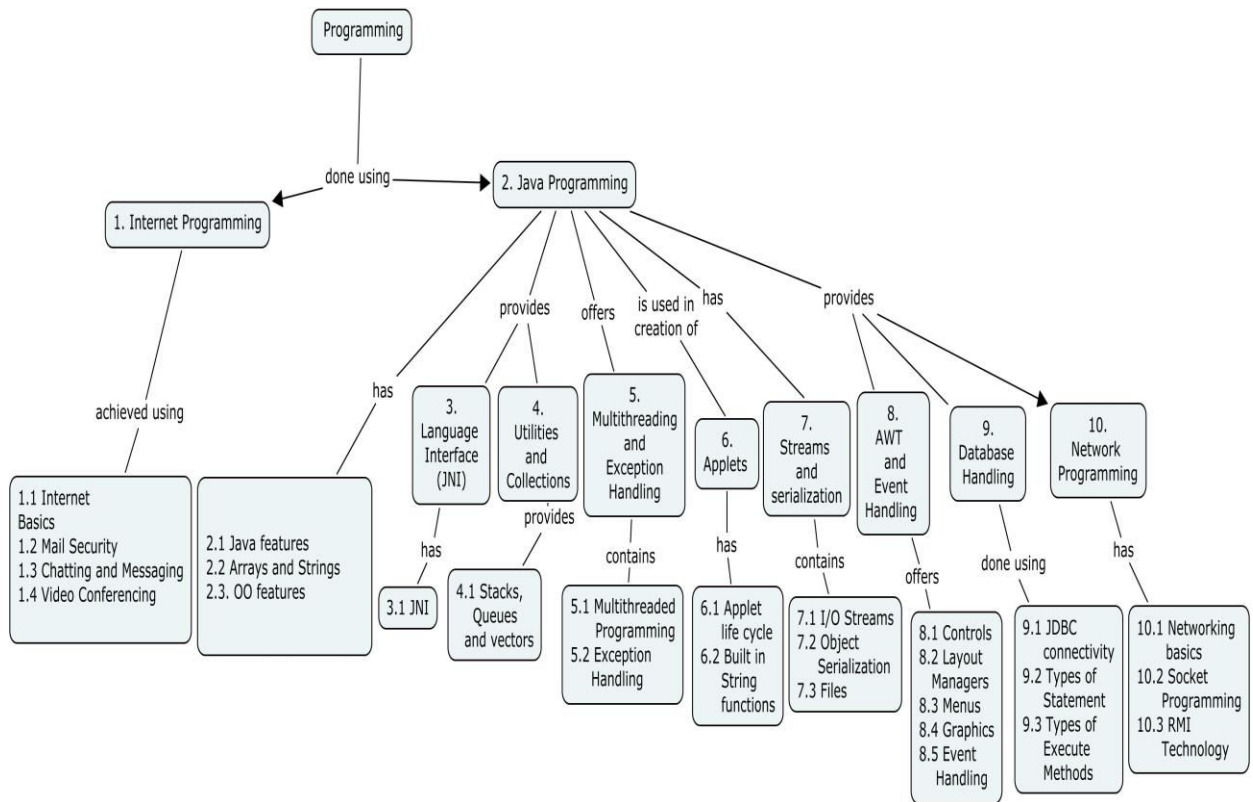 Programming
done using
2. Java Programming
1. Internet Programming
provides
offers
is used in
creation of
has
provides
has
achieved using
3.
Language
Interface
(JNI)
4.
Utilities
and
Collections
5.
Multithreading
and
Exception
Handling
6.
Applets
7.
Streams
and
serialization
8.
AWT
and
Event
Handling
9.
Database
Handling
10.
Network
Programming
1.1 Internet
Basics
1.2 Mail Security
1.3 Chatting and Messaging
1.4 Video Conferencing
2.1 Java features
2.2 Arrays and Strings
2.3. OO features
has
provides
contains
has
contains
offers
done using
has
3.1 JNI
4.1 Stacks,
Queues
and vectors
5.1 Multithreaded
Programming
5.2 Exception
Handling
6.1 Applet
life cycle
6.2 Built in
String
functions
7.1 I/O Streams
7.2 Object
Serialization
7.3 Files
8.1 Controls
8.2 Layout
Managers
8.3 Menus
8.4 Graphics
8.5 Event
Handling
9.1 JDBC
connectivity
9.2 Types of
Statement
9.3 Types of
Execute
Methods
10.1 Networking
basics
10.2 Socket
Programming
10.3 RMI
Technology